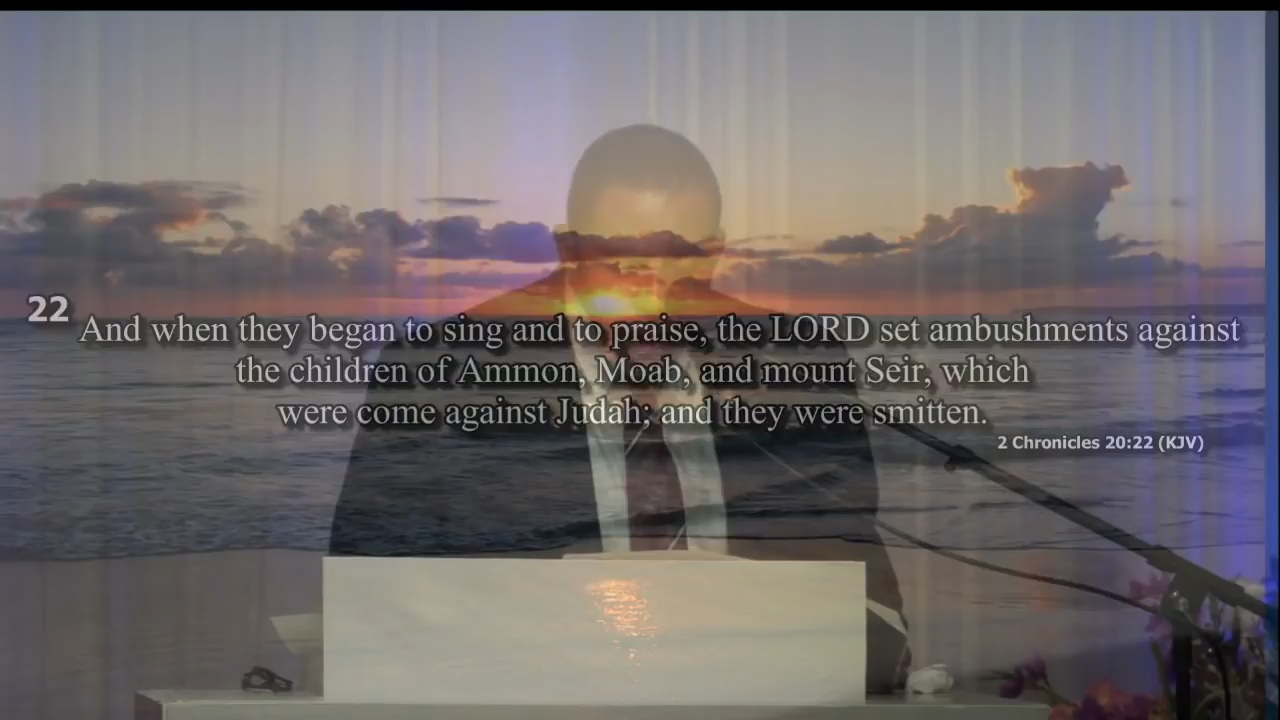 22
And when they began to sing and to praise, the LORD set ambushments against
the children of Ammon, Moab, and mount Seir, which
were come against Judah; and they were smitten.
2 Chronicles 20:22 (KJV)